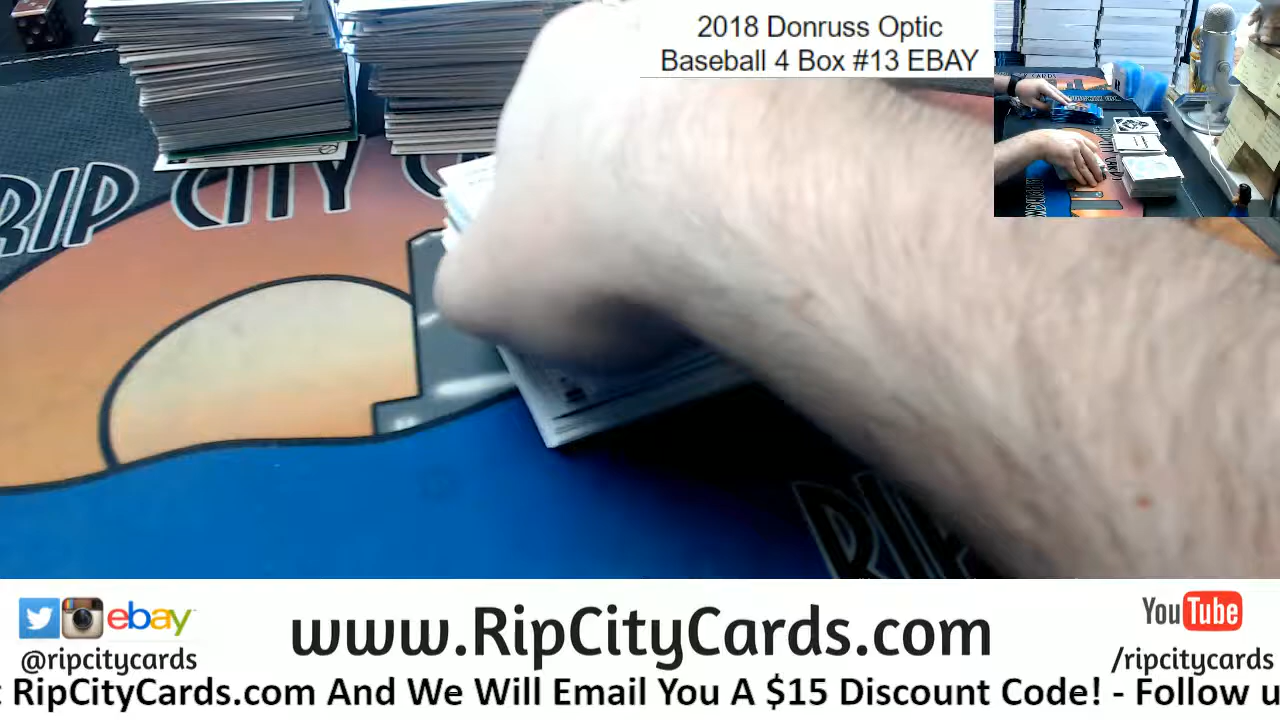 2018 Donruss Optic
Baseball 4 Box #13 EBAY
RIP CITY C
RIP
ebay
@ripcitycards
www.RipCityCards.com
YouTube
/ripcitycards
RipCityCards.com And We Will Email You A $15 Discount Code! - Follow u